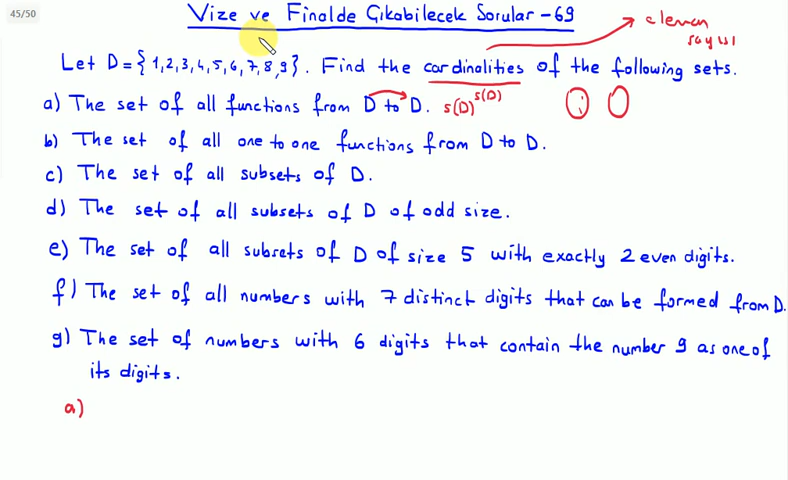 45/50
Vize ve Finalde Çıkabilecek Sorular - 69
eleman
sayısı
Let D = { 1,2,3,4,5,6,7,8,9 }. Find the cardinalities of the following sets.
a) The set of all functions from D to D. s(D)^s(D)
b) The set of all one to one functions from D to D.
c) The set of all subsets of D.
d) The set of all subsets of D of odd size.
e) The set of all subsets of D of size 5 with exactly 2 even digits.
f) The set of all numbers with 7 distinct digits that can be formed from D.
g) The set of numbers with 6 digits that contain the number 9 as one of
its digits.
a)